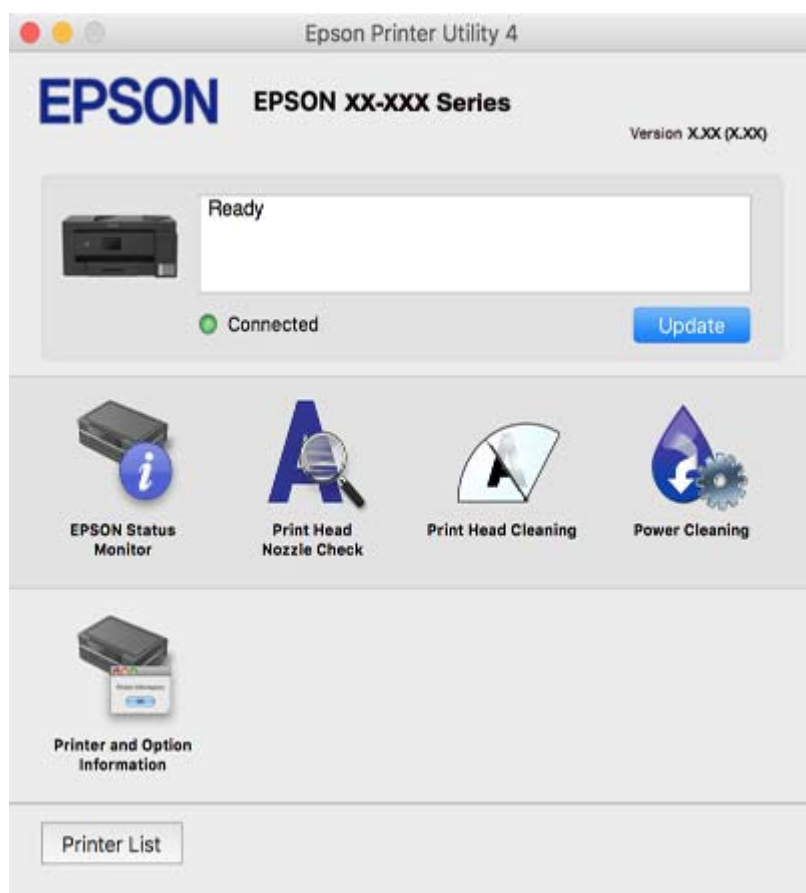 Epson Printer Utility 4
EPSON
EPSON XX-XXX Series
Version X.XX (X.XX)
Ready
Connected
Update
EPSON Status
Monitor
Print Head
Nozzle Check
Print Head Cleaning
Power Cleaning
Printer and Option
Information
Printer List